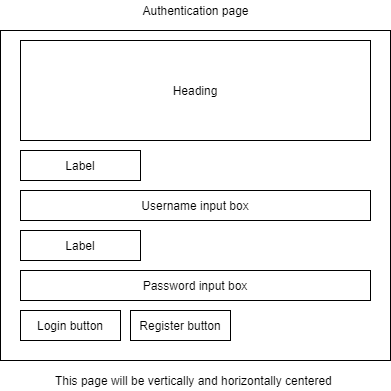 Authentication page
Heading
Label
Username input box
Label
Password input box
Login button
Register button
This page will be vertically and horizontally centered